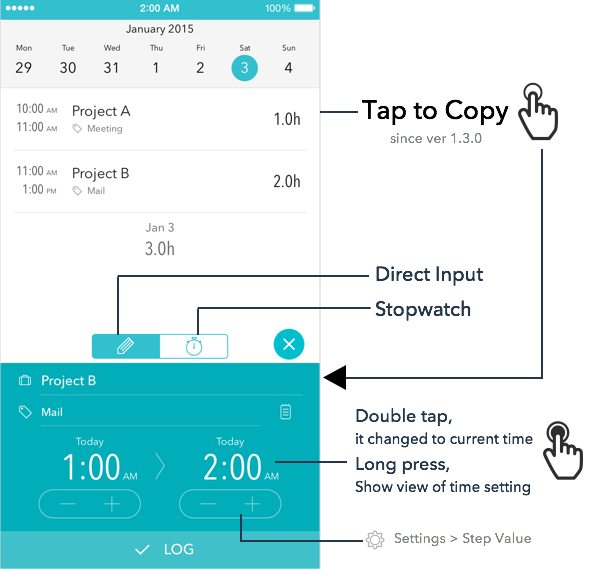 2:00 AM
100%
January 2015
Mon Tue Wed Thu Fri Sat Sun
29 30 31 1 2 3 4
10:00 AM
11:00 AM
Project A
Meeting
1.0h
Tap to Copy
since ver 1.3.0
11:00 AM
1:00 PM
Project B
Mail
2.0h
Jan 3
3.0h
Direct Input
Stopwatch
Project B
Mail
Today
1:00 AM
Today
2:00 AM
Double tap,
it changed to current time
Long press,
Show view of time setting
Settings > Step Value
LOG